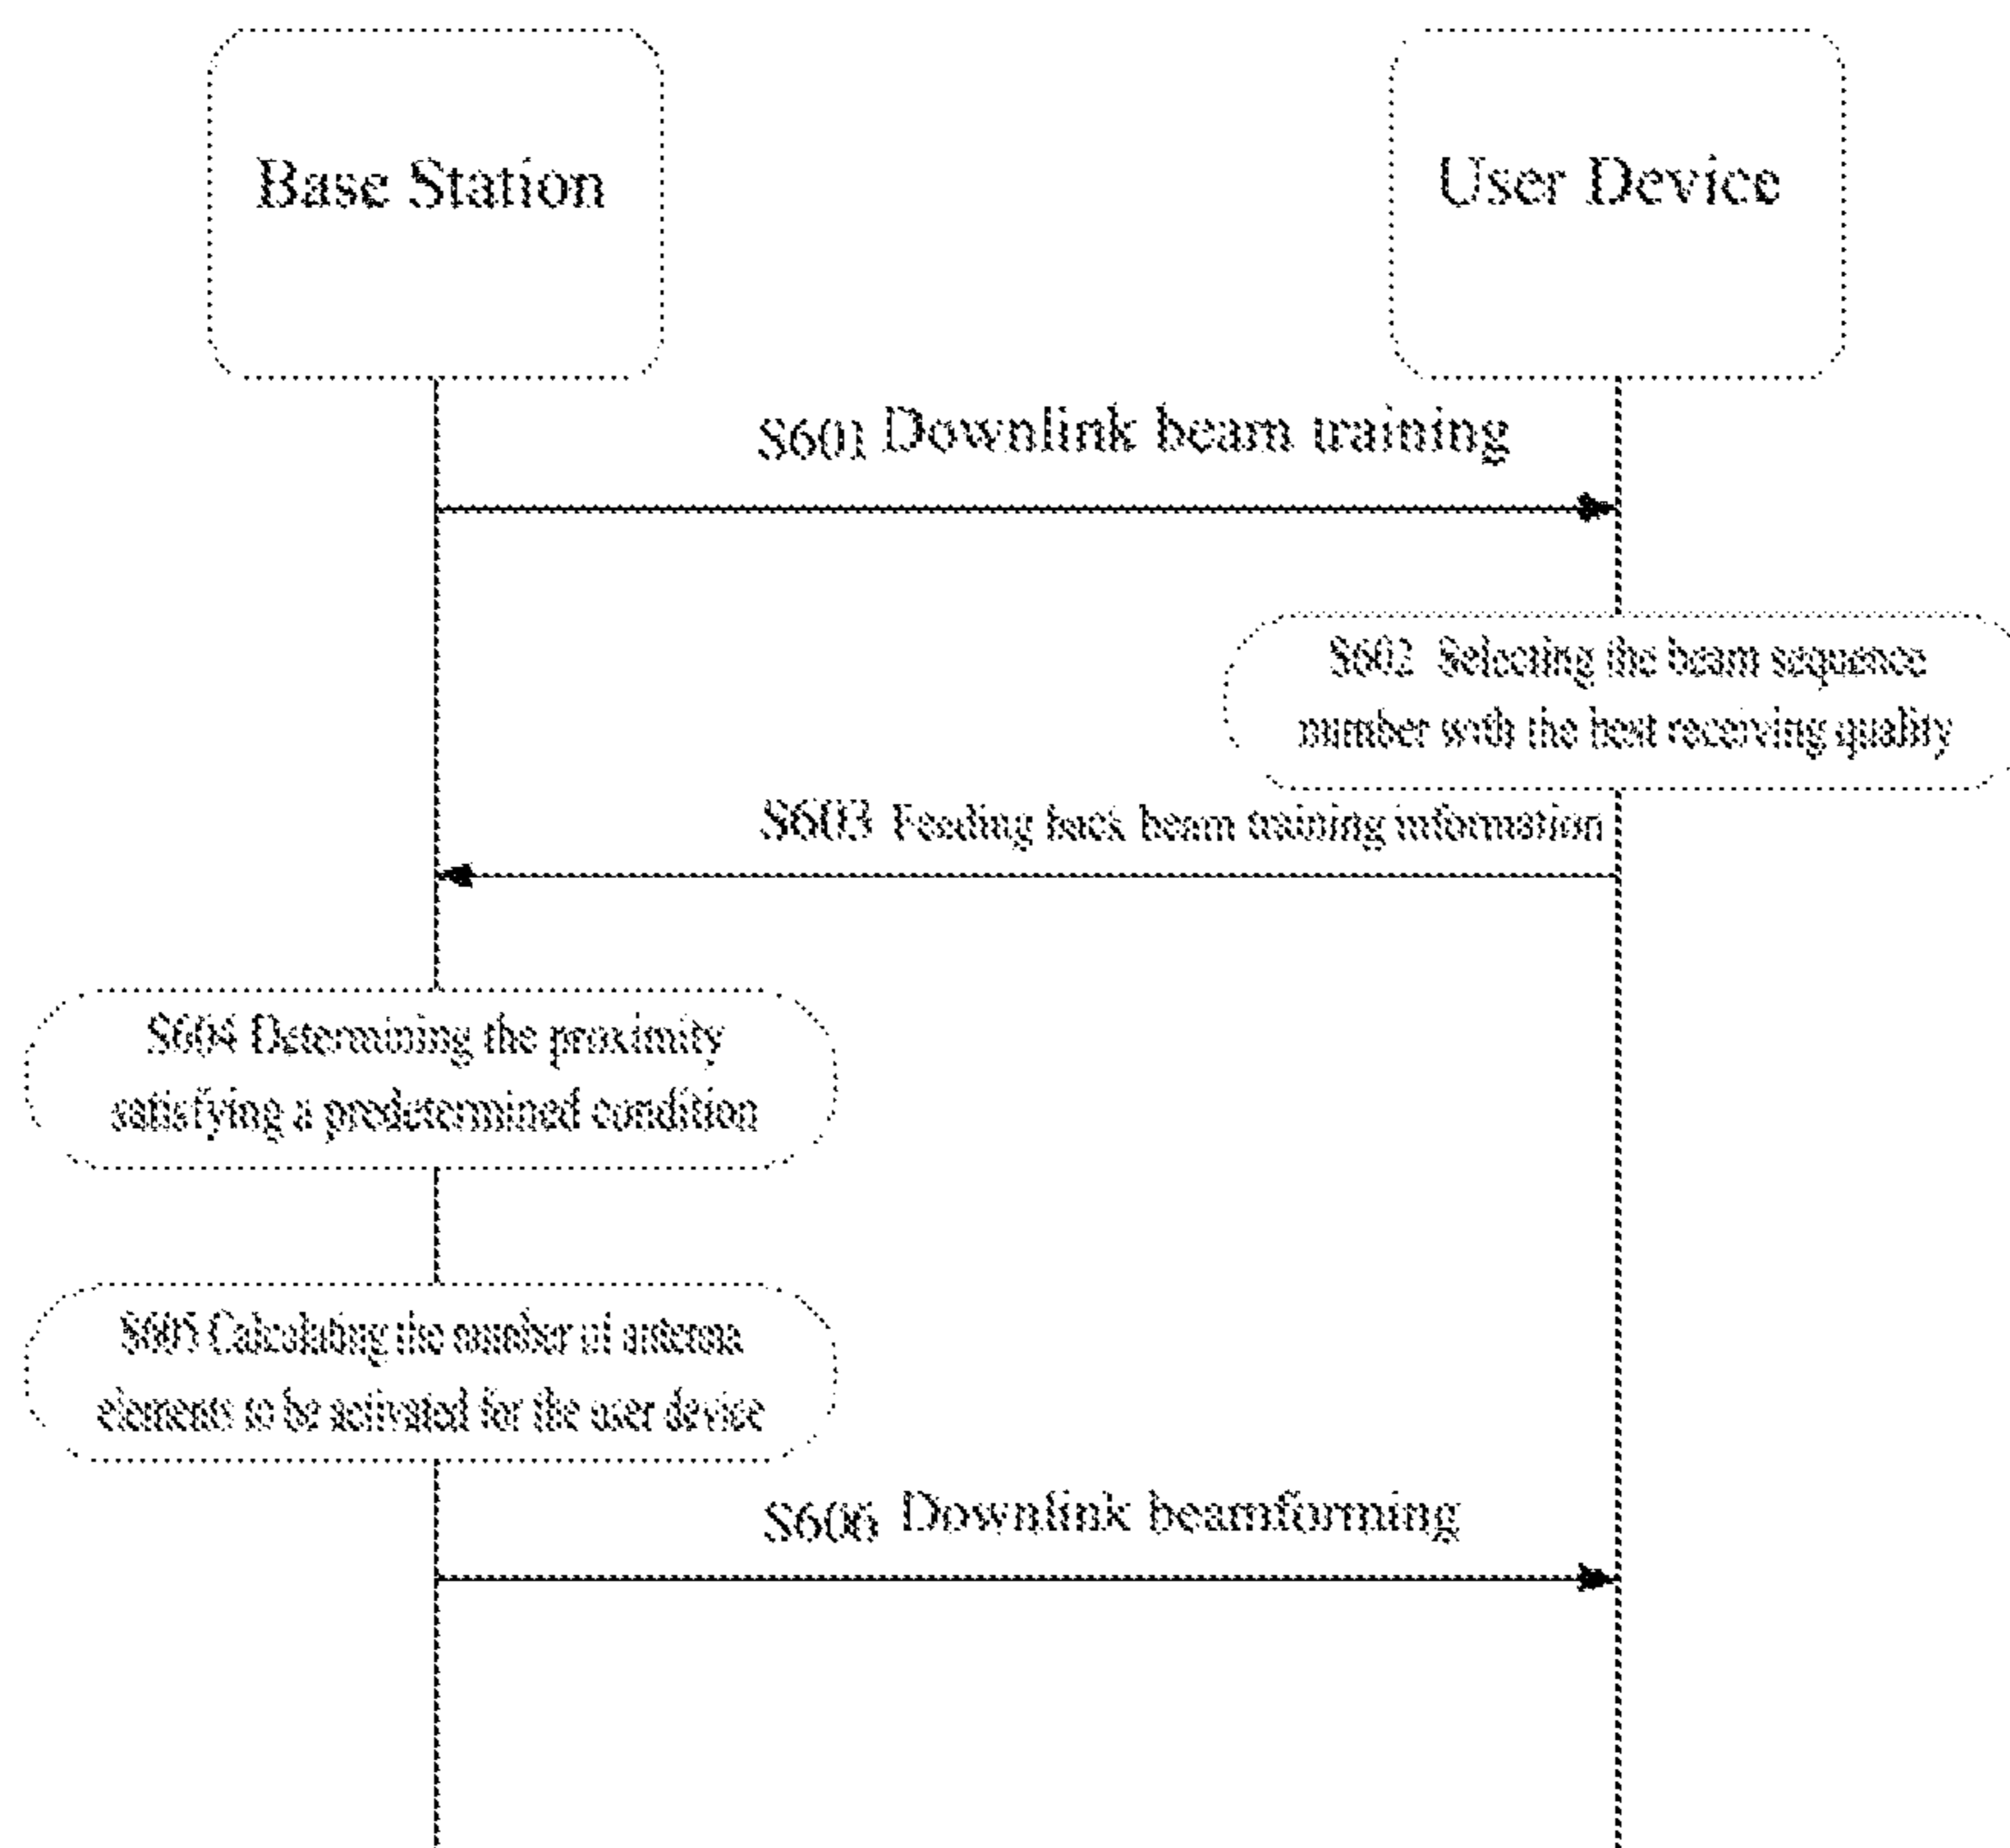 Base Station
User Device
S601 Downlink beam training
S602 Selecting the beam sequence
number with the best receiving quality
S603 Feeding back beam training information
S604 Determining the proximity
satisfying a predetermined condition
S605 Calculating the number of antenna
elements to be activated for the user device
S606 Downlink beamforming